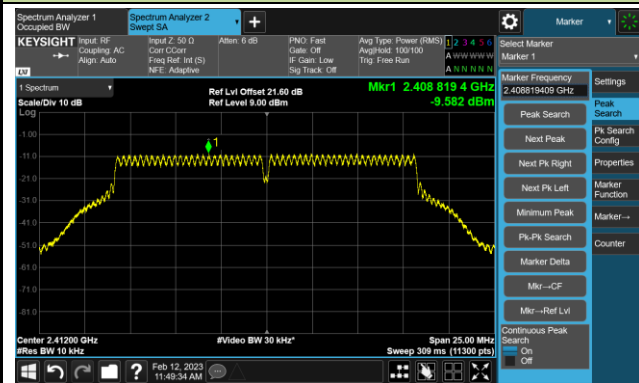 Spectrum Analyzer 1
Occupied BW
Spectrum Analyzer 2
Swept SA
Marker
KEYSIGHT
Input: RF
Coupling: AC
Align: Auto
Input Z: 50 Ω
Corr CCorr
Freq Ref: Int (S)
NFE: Adaptive
Atten: 6 dB
PNO: Fast
Gate: Off
IF Gain: Low
Sig Track: Off
Avg Type: Power (RMS)
Avg|Hold: 100/100
Trig: Free Run
1 2 3 4 5 6
A W W W W W
A N N N N N
LXI
Select Marker
Marker 1
1 Spectrum
Scale/Div 10 dB
Log
Ref Lvl Offset 21.60 dB
Ref Level 9.00 dBm
Mkr1 2.408 819 4 GHz
-9.582 dBm
1
-1.00
-11.0
-21.0
-31.0
-41.0
-51.0
-61.0
-71.0
-81.0
Center 2.41200 GHz
#Res BW 10 kHz
#Video BW 30 kHz*
Span 25.00 MHz
Sweep 309 ms (11300 pts)
Marker Frequency
2.408819409 GHz
Peak Search
Next Peak
Next Pk Right
Next Pk Left
Minimum Peak
Pk-Pk Search
Marker Delta
Mkr→CF
Mkr→Ref Lvl
Continuous Peak
Search
On
Off
Settings
Peak
Search
Pk Search
Config
Properties
Marker
Function
Marker→
Counter
Feb 12, 2023
11:49:34 AM